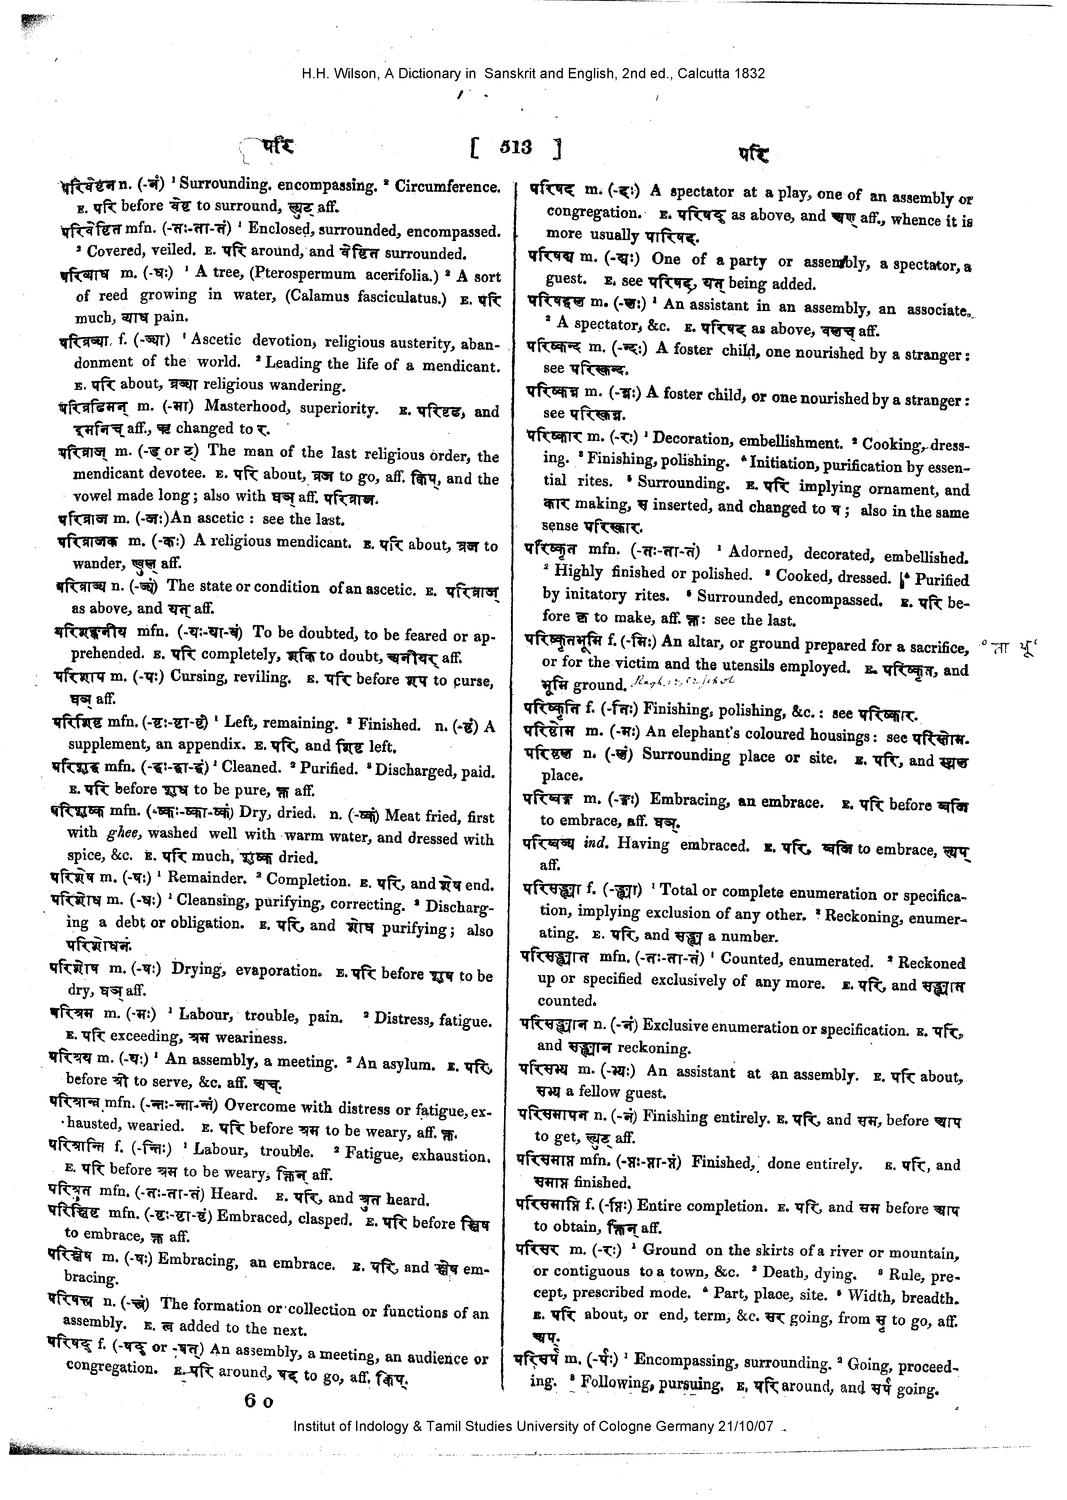 H.H. Wilson, A Dictionary in Sanskrit and English, 2nd ed., Calcutta 1832
परि
[ 513 ]
परि
परिवेष्टन n. (-नं) ¹ Surrounding, encompassing. ² Circumference.
E. परि before वेष्ट to surround, ल्युट् aff.
परिवेष्टित mfn. (-तः-ता-तं) ¹ Enclosed, surrounded, encompassed.
² Covered, veiled. E. परि around, and वेष्टित surrounded.
परिव्याध m. (-धः) ¹ A tree, (Pterospermum acerifolia.) ² A sort
of reed growing in water, (Calamus fasciculatus.) E. परि
much, व्याध pain.
परिव्रज्या f. (-ज्या) ¹ Ascetic devotion, religious austerity, aban-
donment of the world. ² Leading the life of a mendicant.
E. परि about, व्रज्या religious wandering.
परिव्रढिमन् m. (-मा) Masterhood, superiority. E. परिवृढ, and
इमनिच् aff., ऋ changed to र.
परिव्राज् m. (-ड् or ट्) The man of the last religious order, the
mendicant devotee. E. परि about, व्रज to go, aff. क्विप्, and the
vowel made long; also with घञ् aff. परिव्राज.
परिव्राज m. (-जः) An ascetic : see the last.
परिव्राजक m. (-कः) A religious mendicant. E. परि about, व्रज to
wander, ण्वुल् aff.
परिव्राज्य n. (-ज्यं) The state or condition of an ascetic. E. परिव्राज्
as above, and यत् aff.
परिशङ्कनीय mfn. (-यः-या-यं) To be doubted, to be feared or ap-
prehended. E. परि completely, शकि to doubt, अनीयर् aff.
परिशाप m. (-पः) Cursing, reviling. E. परि before शप to curse,
घञ् aff.
परिशिष्ट mfn. (-ष्टः-ष्टा-ष्टं) ¹ Left, remaining. ² Finished. n. (-ष्टं) A
supplement, an appendix. E. परि, and शिष्ट left.
परिशुद्ध mfn. (-द्धः-द्धा-द्धं) ¹ Cleaned. ² Purified. ³ Discharged, paid.
E. परि before शुध to be pure, क्त aff.
परिशुष्क mfn. (-ष्कः-ष्का-ष्कं) Dry, dried. n. (-ष्कं) Meat fried, first
with ghee, washed well with warm water, and dressed with
spice, &c. E. परि much, शुष्क dried.
परिशेष m. (-षः) ¹ Remainder. ² Completion. E. परि, and शेष end.
परिशोध m. (-धः) ¹ Cleansing, purifying, correcting. ² Discharg-
ing a debt or obligation. E. परि, and शोध purifying; also
परिशोधनं.
परिशोष m. (-षः) Drying, evaporation. E. परि before शुष to be
dry, घञ् aff.
परिश्रम m. (-मः) ¹ Labour, trouble, pain. ² Distress, fatigue.
E. परि exceeding, श्रम weariness.
परिश्रय m. (-यः) ¹ An assembly, a meeting. ² An asylum. E. परि,
before श्री to serve, &c. aff. अच्.
परिश्रान्त mfn. (-न्तः-न्ता-न्तं) Overcome with distress or fatigue, ex-
hausted, wearied. E. परि before श्रम to be weary, aff. क्त.
परिश्रान्ति f. (-न्तिः) ¹ Labour, trouble. ² Fatigue, exhaustion.
E. परि before श्रम to be weary, क्तिन् aff.
परिश्रुत mfn. (-तः-ता-तं) Heard. E. परि, and श्रुत heard.
परिश्लिष्ट mfn. (-ष्टः-ष्टा-ष्टं) Embraced, clasped. E. परि before श्लिष
to embrace, क्त aff.
परिश्लेष m. (-षः) Embracing, an embrace. E. परि, and श्लेष em-
bracing.
परिषत्त्व n. (-त्त्वं) The formation or collection or functions of an
assembly. E. त्व added to the next.
परिषद् f. (-षद् or -षत्) An assembly, a meeting, an audience or
congregation. E. परि around, षद् to go, aff. क्विप्.
6 o
परिषद m. (-दः) A spectator at a play, one of an assembly or
congregation. E. परिषद् as above, and अण् aff., whence it is
more usually पारिषद.
परिषद्य m. (-द्यः) One of a party or assembly, a spectator, a
guest. E. see परिषद्, यत् being added.
परिषद्वल m. (-लः) ¹ An assistant in an assembly, an associate.
² A spectator, &c. E. परिषद as above, वलच् aff.
परिष्कन्द m. (-न्दः) A foster child, one nourished by a stranger :
see परिस्कन्द.
परिष्कन्न m. (-न्नः) A foster child, or one nourished by a stranger :
see परिस्कन्न.
परिष्कार m. (-रः) ¹ Decoration, embellishment. ² Cooking, dress-
ing. ³ Finishing, polishing. ⁴ Initiation, purification by essen-
tial rites. ⁵ Surrounding. E. परि implying ornament, and
कार making, स inserted, and changed to ष; also in the same
sense परिस्कार.
परिष्कृत mfn. (-तः-ता-तं) ¹ Adorned, decorated, embellished.
² Highly finished or polished. ³ Cooked, dressed. ⁴ Purified
by initatory rites. ⁵ Surrounded, encompassed. E. परि be-
fore कृ to make, aff. क्त: see the last.
परिष्कृतभूमि f. (-मिः) An altar, or ground prepared for a sacrifice, ° ता भू°
or for the victim and the utensils employed. E. परिष्कृत, and
भूमि ground.
परिष्कृति f. (-तिः) Finishing, polishing, &c. : see परिष्कार.
परिष्टोम m. (-मः) An elephant's coloured housings : see परिस्तोम.
परिष्ठल n. (-लं) Surrounding place or site. E. परि, and स्थल
place.
परिष्वङ्ग m. (-ङ्गः) Embracing, an embrace. E. परि before ष्वजि
to embrace, aff. घञ्.
परिष्वज्य ind. Having embraced. E. परि, ष्वजि to embrace, ल्यप्
aff.
परिसङ्ख्या f. (-ङ्ख्या) ¹ Total or complete enumeration or specifica-
tion, implying exclusion of any other. ² Reckoning, enumer-
ating. E. परि, and सङ्ख्या a number.
परिसङ्ख्यात mfn. (-तः-ता-तं) ¹ Counted, enumerated. ² Reckoned
up or specified exclusively of any more. E. परि, and सङ्ख्यात
counted.
परिसङ्ख्यान n. (-नं) Exclusive enumeration or specification. E. परि,
and सङ्ख्यान reckoning.
परिसभ्य m. (-भ्यः) An assistant at an assembly. E. परि about,
सभ्य a fellow guest.
परिसमापन n. (-नं) Finishing entirely. E. परि, and सम, before आप
to get, ल्युट् aff.
परिसमाप्त mfn. (-प्तः-प्ता-प्तं) Finished, done entirely. E. परि, and
समाप्त finished.
परिसमाप्ति f. (-प्तिः) Entire completion. E. परि, and सम before आप
to obtain, क्तिन् aff.
परिसर m. (-रः) ¹ Ground on the skirts of a river or mountain,
or contiguous to a town, &c. ² Death, dying. ³ Rule, pre-
cept, prescribed mode. ⁴ Part, place, site. ⁵ Width, breadth.
E. परि about, or end, term, &c. सर going, from सृ to go, aff.
अप्.
परिसर्प m. (-र्पः) ¹ Encompassing, surrounding. ² Going, proceed-
ing. ³ Following, pursuing. E. परि around, and सर्प going.
Institut of Indology & Tamil Studies University of Cologne Germany 21/10/07